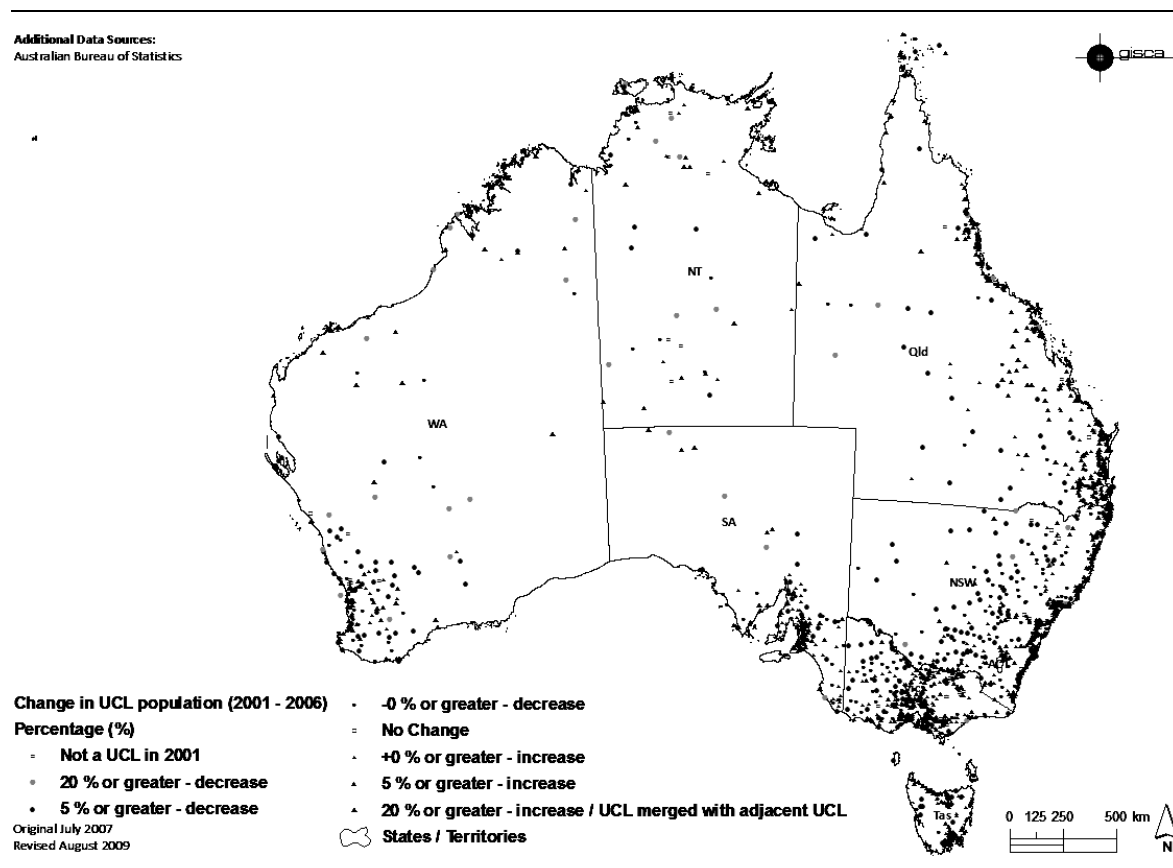 Additional Data Sources:
Australian Bureau of Statistics
gisca
NT
Qld
WA
SA
NSW
Tas
Change in UCL population (2001 - 2006)
Percentage (%)
Not a UCL in 2001
20 % or greater - decrease
5 % or greater - decrease
-0 % or greater - decrease
No Change
+0 % or greater - increase
5 % or greater - increase
20 % or greater - increase / UCL merged with adjacent UCL
States / Territories
Original July 2007
Revised August 2009
0 125 250 500 km
N